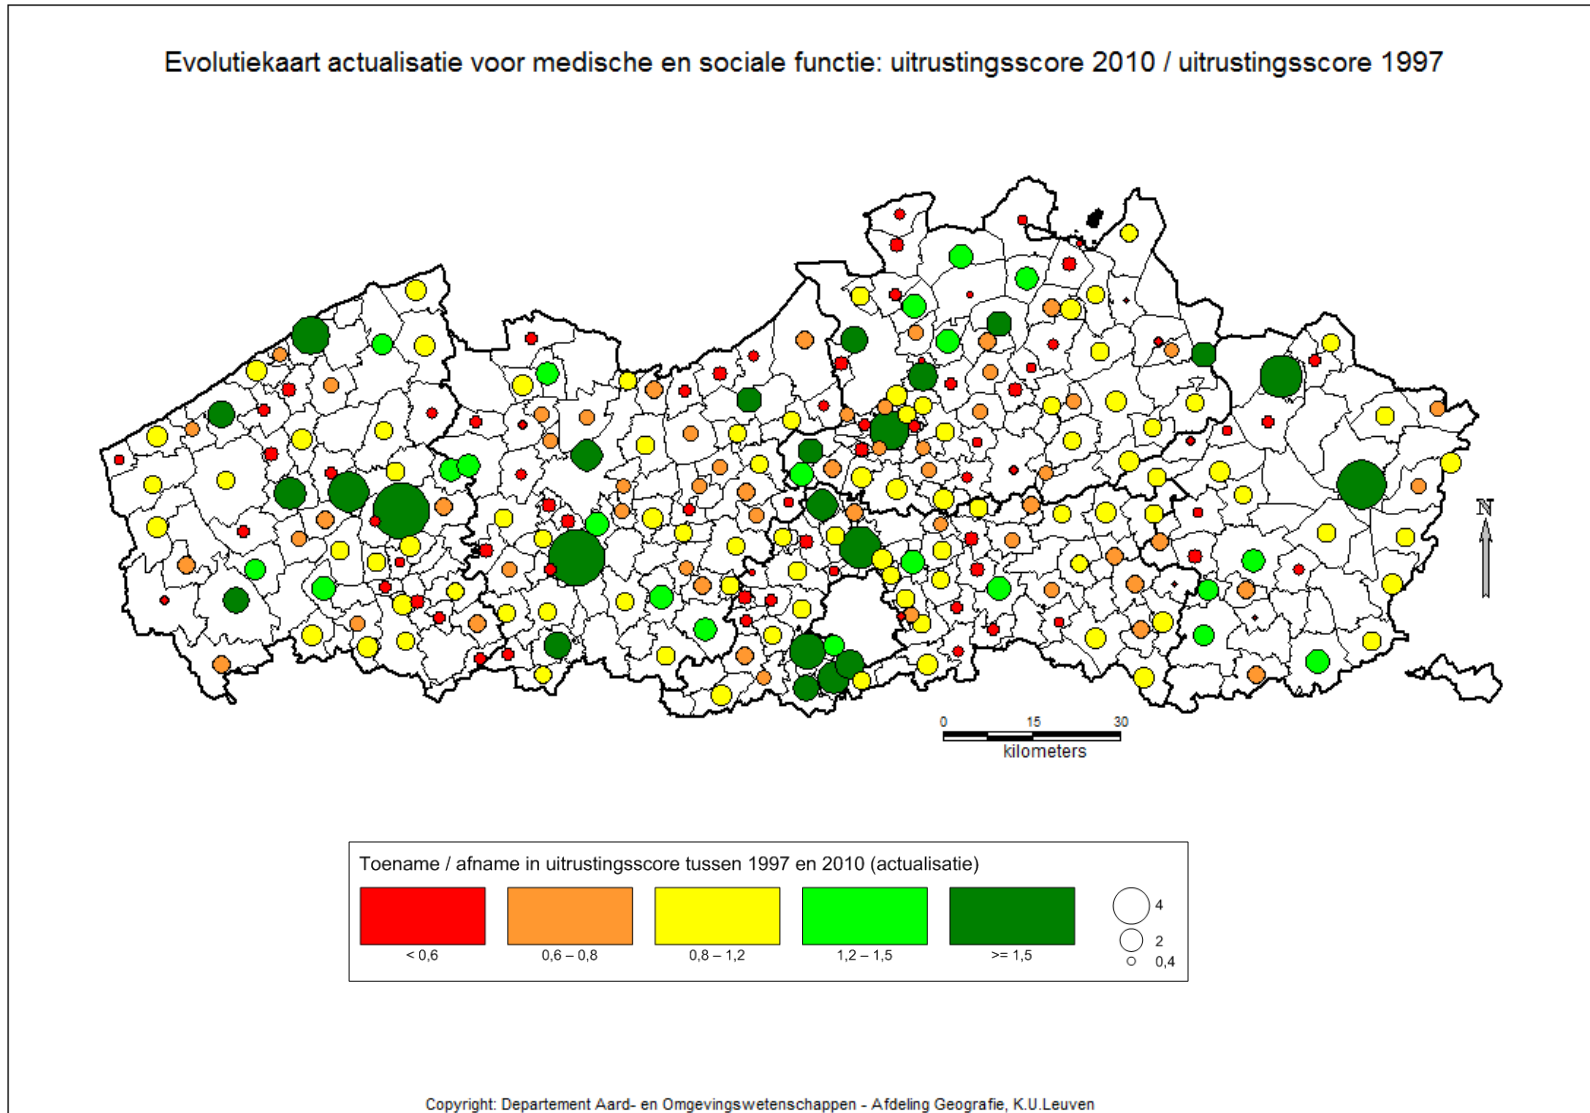 Evolutiekaart actualisatie voor medische en sociale functie: uitrustingsscore 2010 / uitrustingsscore 1997
N
0 15 30
kilometers
Toename / afname in uitrustingsscore tussen 1997 en 2010 (actualisatie)
4
2
0,4
< 0,6 0,6 – 0,8 0,8 – 1,2 1,2 – 1,5 >= 1,5
Copyright: Departement Aard- en Omgevingswetenschappen - Afdeling Geografie, K.U.Leuven